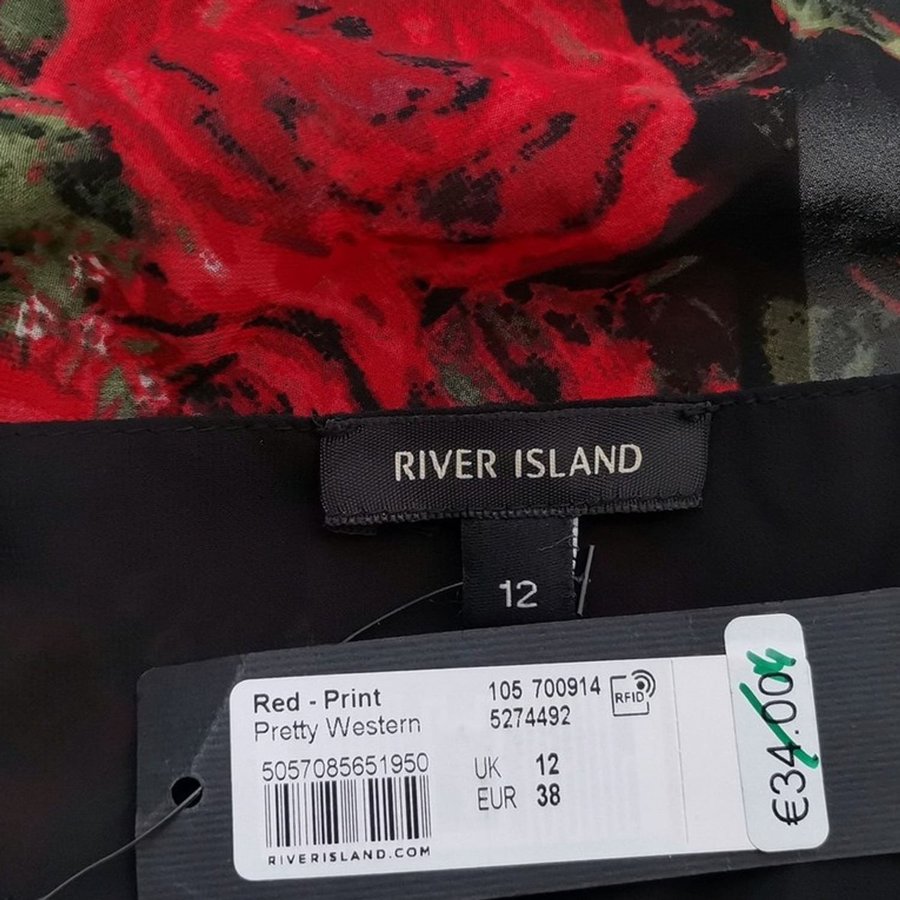 RIVER ISLAND
12
Red - Print
Pretty Western
105 700914
5274492
RFID
5057085651950
UK 12
EUR 38
RIVERISLAND.COM
€34.00